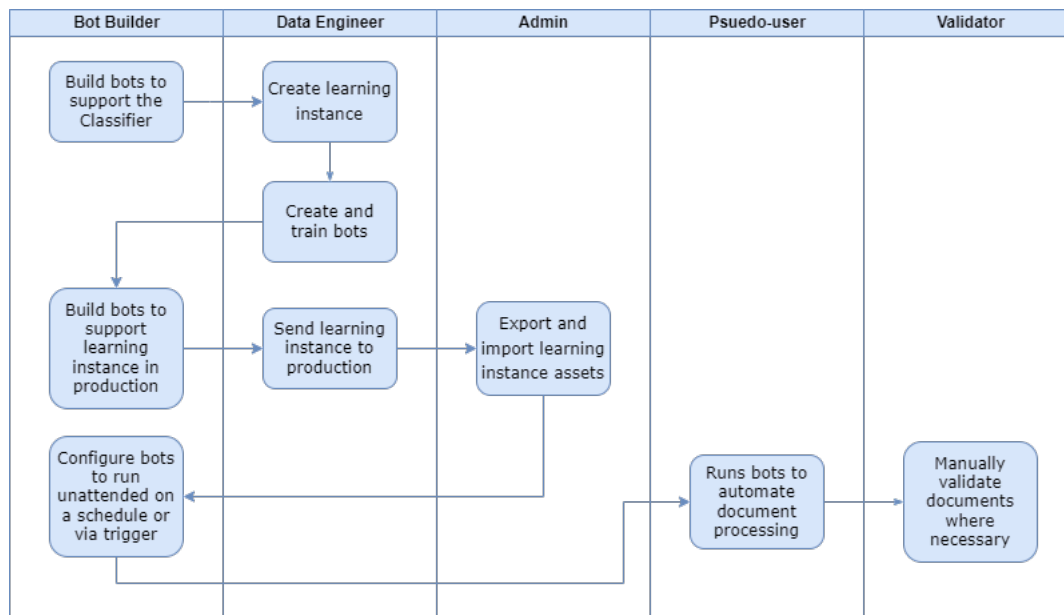 Bot Builder
Data Engineer
Admin
Psuedo-user
Validator
Build bots to
support the
Classifier
Create learning
instance
Create and
train bots
Build bots to
support
learning
instance in
production
Send learning
instance to
production
Export and
import learning
instance assets
Configure bots
to run
unattended on
a schedule or
via trigger
Runs bots to
automate
document
processing
Manually
validate
documents
where
necessary